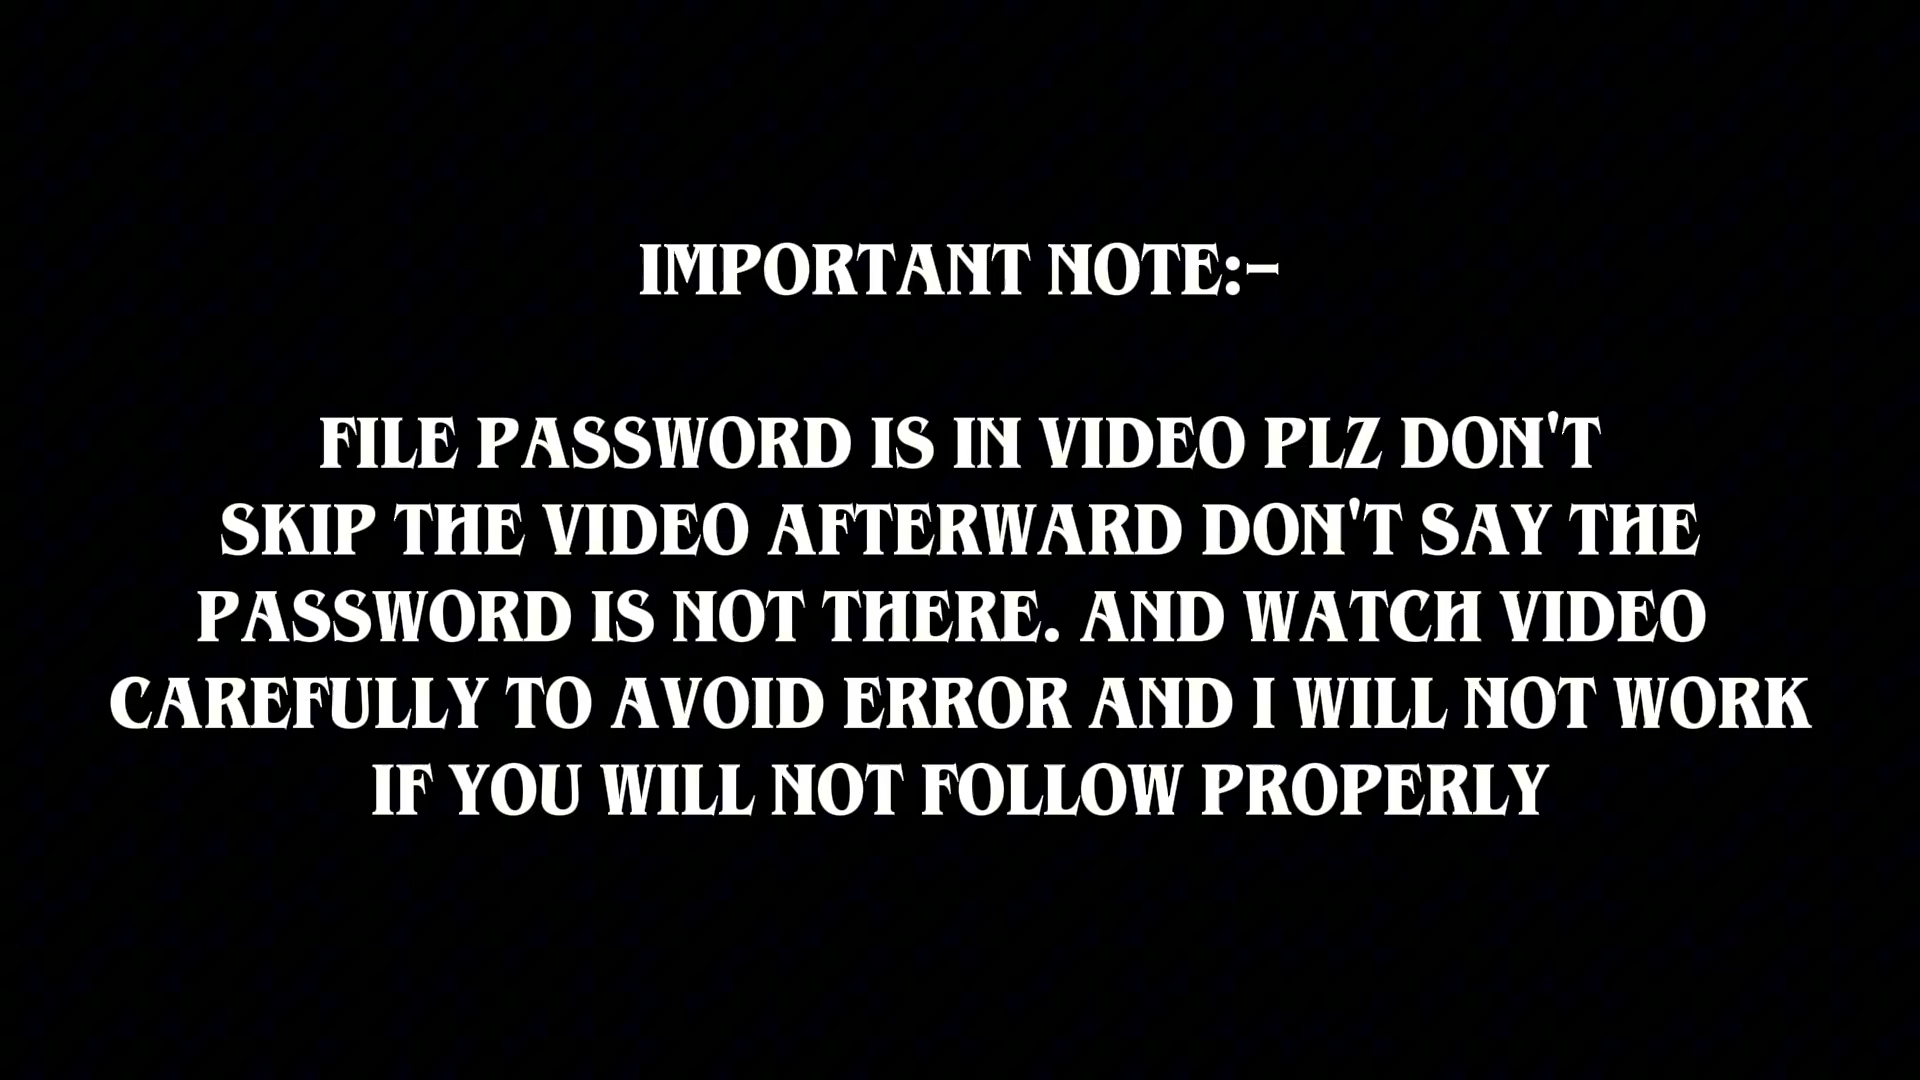 IMPORTANT NOTE:-
FILE PASSWORD IS IN VIDEO PLZ DON'T
SKIP THE VIDEO AFTERWARD DON'T SAY THE
PASSWORD IS NOT THERE. AND WATCH VIDEO
CAREFULLY TO AVOID ERROR AND I WILL NOT WORK
IF YOU WILL NOT FOLLOW PROPERLY